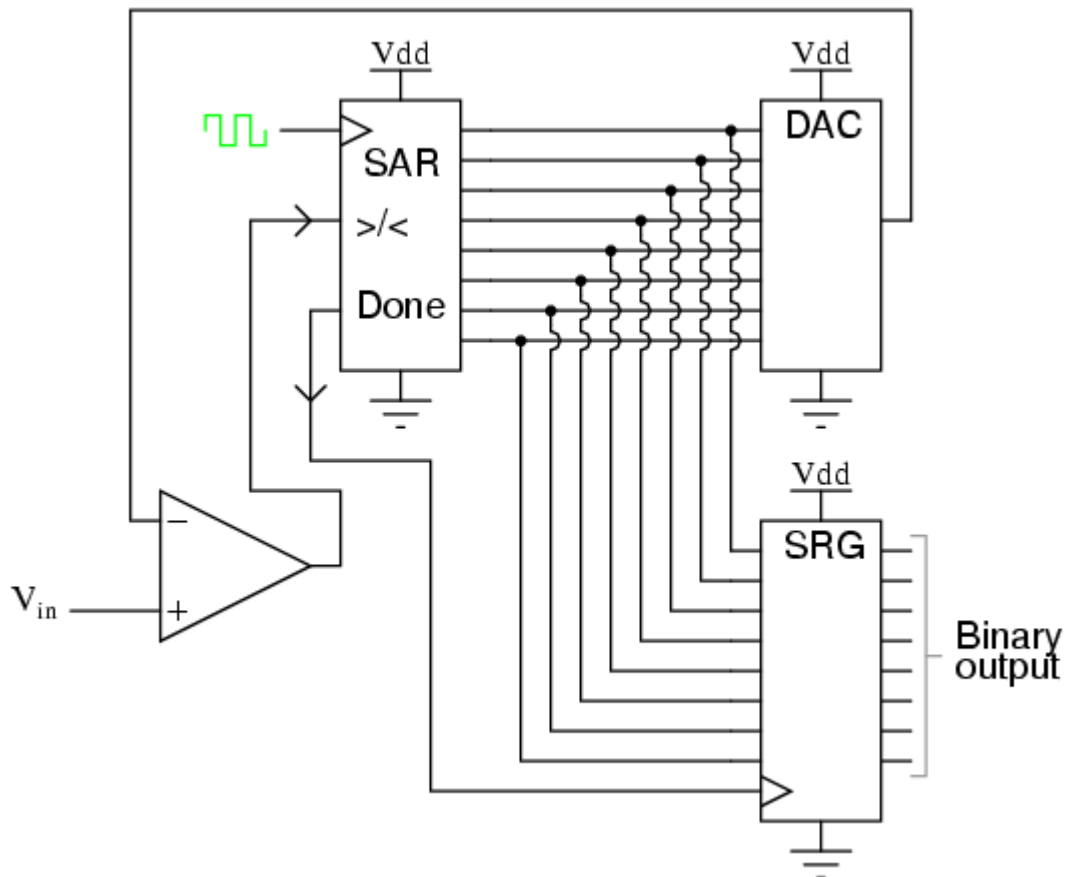 Vdd
Vdd
SAR
DAC
>/<
Done
Vdd
−
SRG
Vin
+
Binary
output